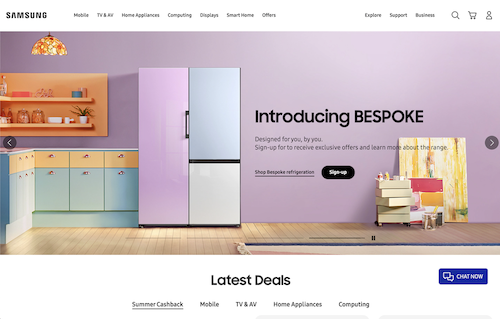 SAMSUNG
Mobile TV & AV Home Appliances Computing Displays Smart Home Offers
Explore Support Business
Introducing BESPOKE
Designed for you, by you.
Sign-up for to receive exclusive offers and learn more about the range.
Shop Bespoke refrigeration Sign-up
Latest Deals
CHAT NOW
Summer Cashback Mobile TV & AV Home Appliances Computing